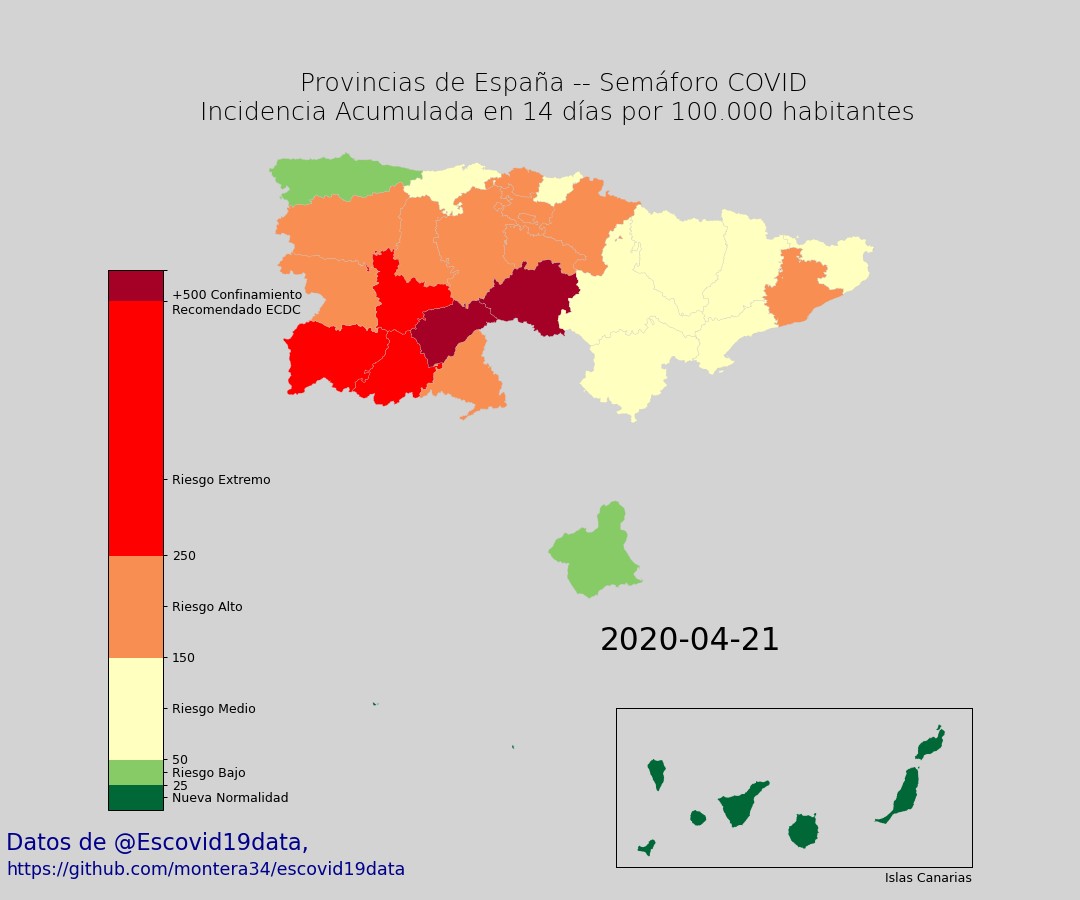 Provincias de España -- Semáforo COVID
Incidencia Acumulada en 14 días por 100.000 habitantes
+500 Confinamiento
Recomendado ECDC
Riesgo Extremo
250
Riesgo Alto
150
Riesgo Medio
50
Riesgo Bajo
25
Nueva Normalidad
2020-04-21
Islas Canarias
Datos de @Escovid19data,
https://github.com/montera34/escovid19data